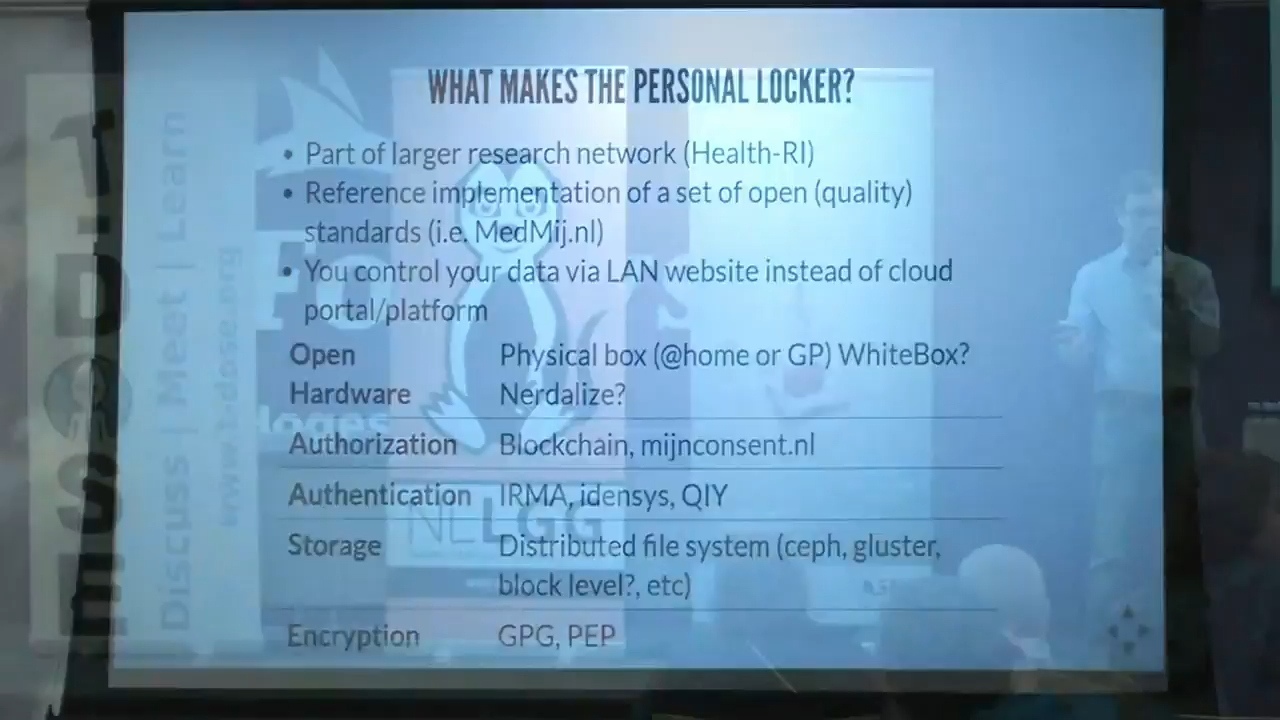 WHAT MAKES THE PERSONAL LOCKER?
• Part of larger research network (Health-RI)
• Reference implementation of a set of open (quality)
standards (i.e. MedMij.nl)
• You control your data via LAN website instead of cloud
portal/platform
Open Physical box (@home or GP) WhiteBox?
Hardware Nerdalize?
Authorization Blockchain, mijnconsent.nl
Authentication IRMA, idensys, QIY
Storage Distributed file system (ceph, gluster,
block level?, etc)
Encryption GPG, PEP
T-DOSE
Discuss | Meet | Learn
www.t-dose.org
NLLGG